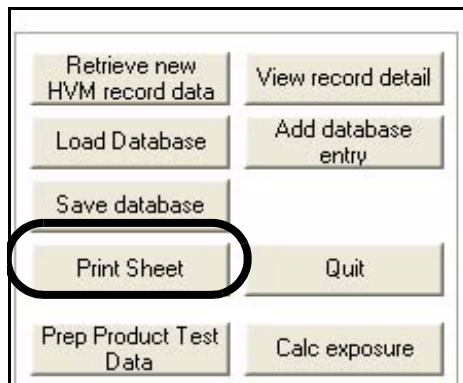 Retrieve new
HVM record data
View record detail
Load Database
Add database
entry
Save database
Print Sheet
Quit
Prep Product Test
Data
Calc exposure